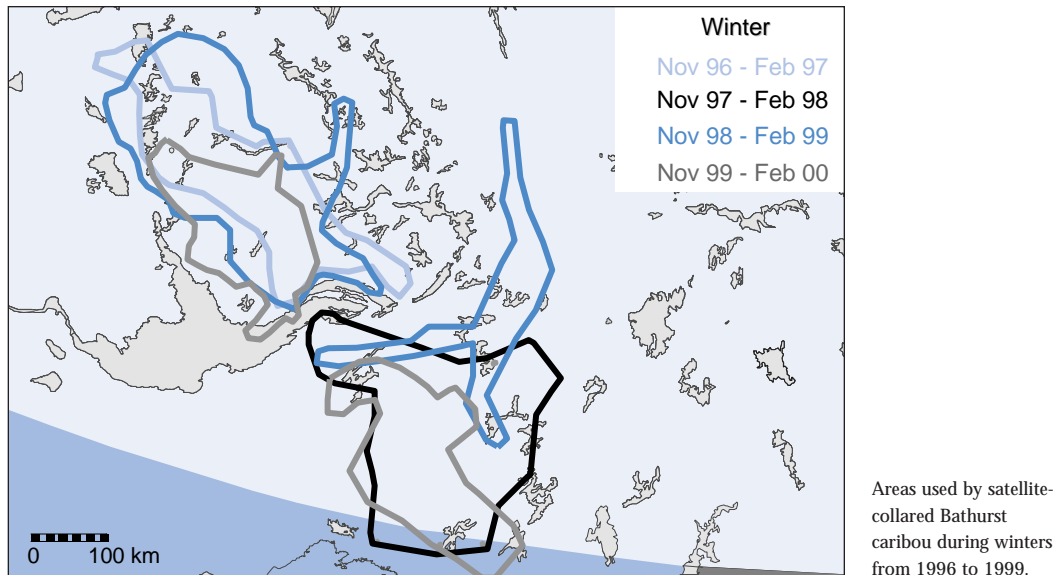 Winter
Nov 96 - Feb 97
Nov 97 - Feb 98
Nov 98 - Feb 99
Nov 99 - Feb 00
0 100 km
Areas used by satellite-
collared Bathurst
caribou during winters
from 1996 to 1999.